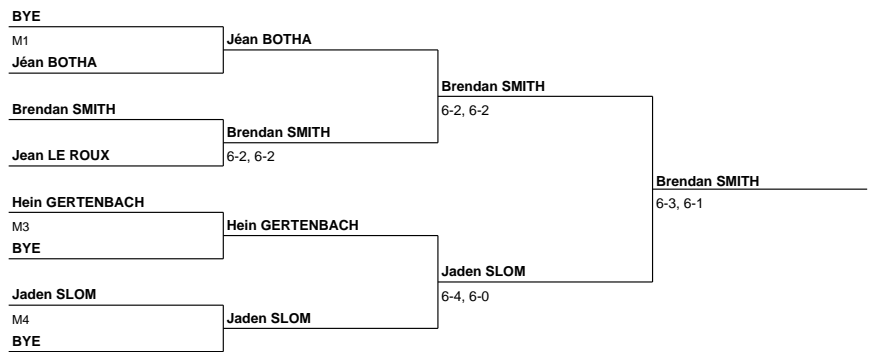 BYE
M1
Jéan BOTHA
Jéan BOTHA
Brendan SMITH
Jean LE ROUX
Brendan SMITH
6-2, 6-2
Brendan SMITH
6-2, 6-2
Hein GERTENBACH
M3
BYE
Hein GERTENBACH
Jaden SLOM
M4
BYE
Jaden SLOM
Jaden SLOM
6-4, 6-0
Brendan SMITH
6-3, 6-1